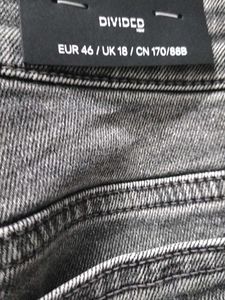 DIVIDED
EUR 46 / UK 18 / CN 170/88B